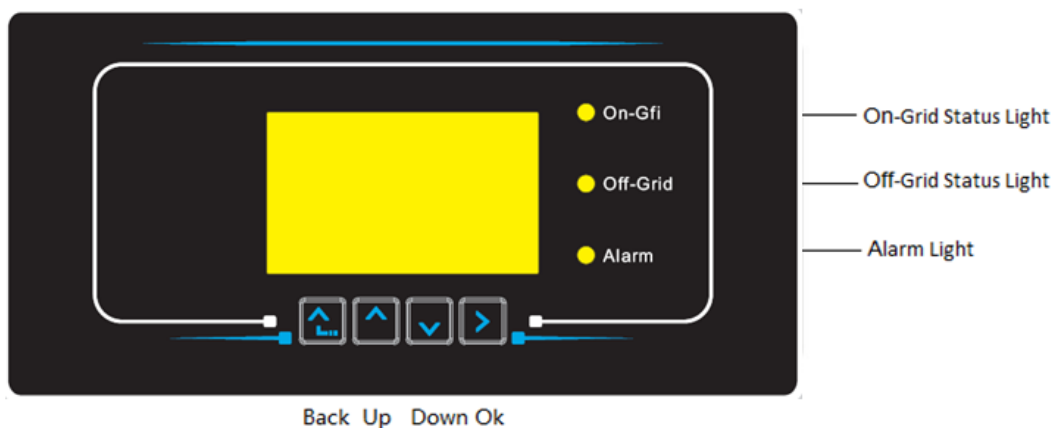 On-Gfi
On-Grid Status Light
Off-Grid
Off-Grid Status Light
Alarm
Alarm Light
Back Up Down Ok